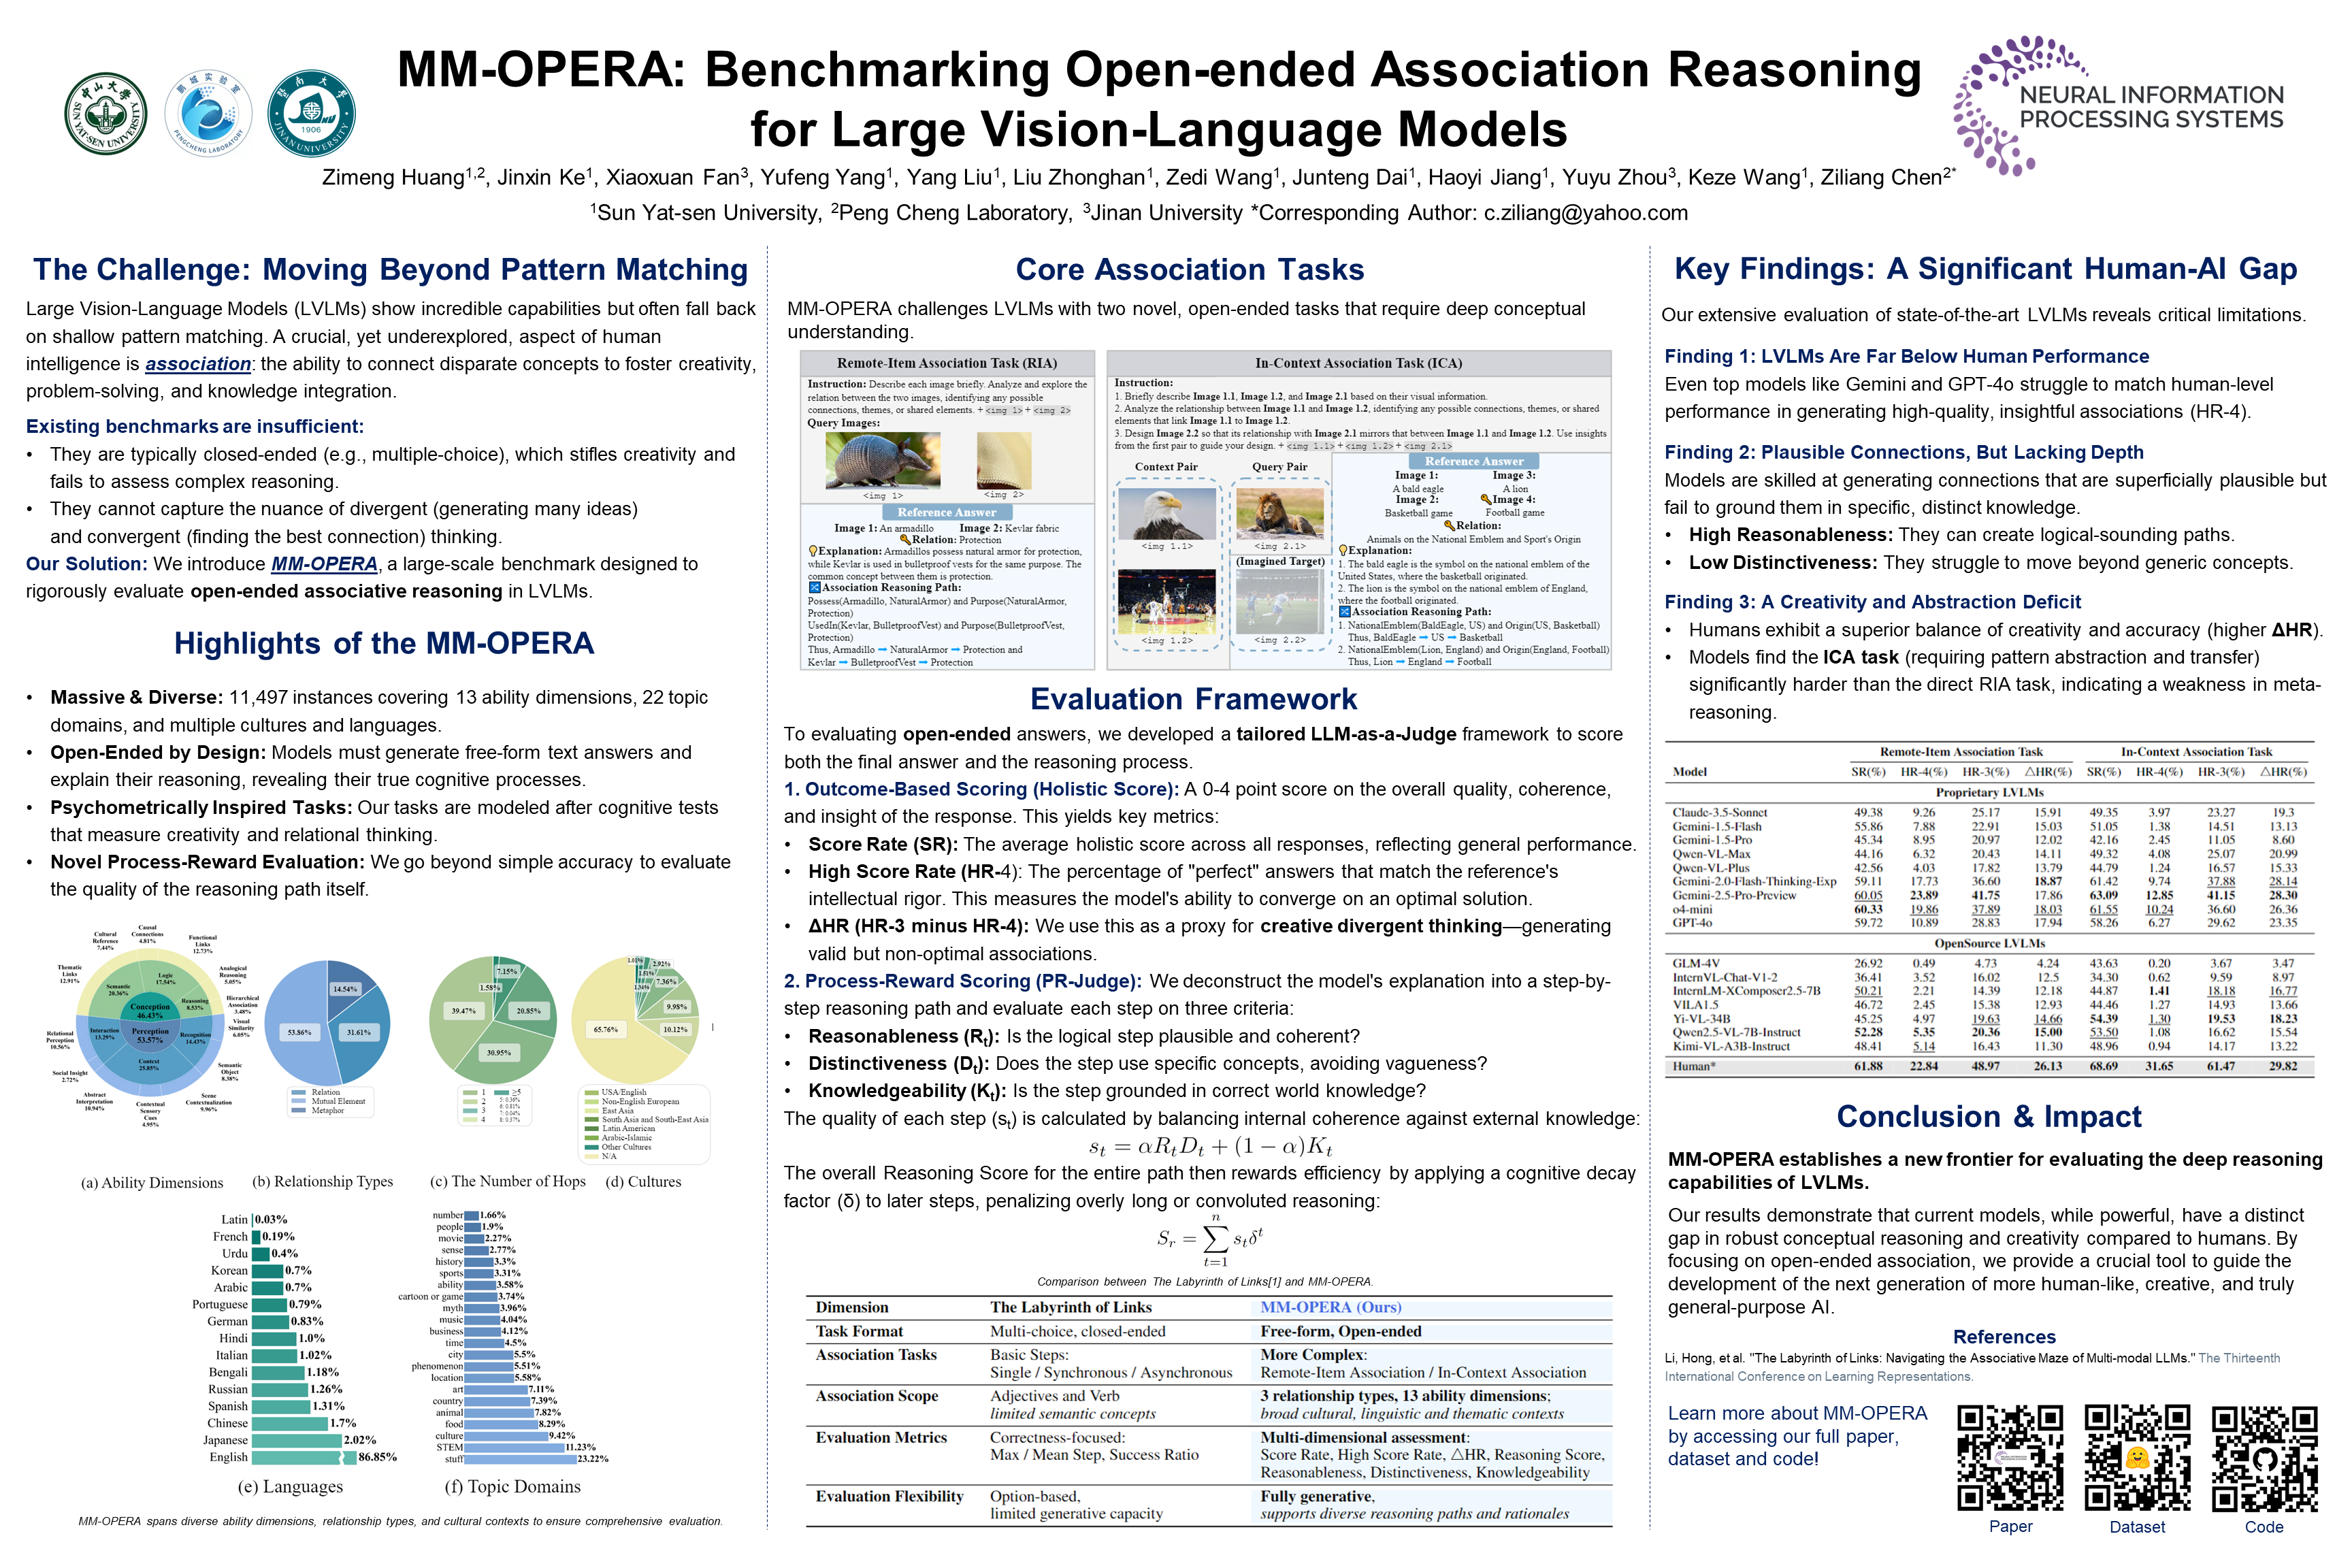 MM-OPERA: Benchmarking Open-ended Association Reasoning
for Large Vision-Language Models
Zimeng Huang1,2, Jinxin Ke1, Xiaoxuan Fan3, Yufeng Yang1, Yang Liu1, Liu Zhonghan1, Zedi Wang1, Junteng Dai1, Haoyi Jiang1, Yuyu Zhou3, Keze Wang1, Ziliang Chen2*
1Sun Yat-sen University, 2Peng Cheng Laboratory, 3Jinan University *Corresponding Author: c.ziliang@yahoo.com
中山大学
SUN YAT-SEN UNIVERSITY
鹏城实验室
PENGCHENG LABORATORY
暨南大学
1906
JINAN UNIVERSITY
NEURAL INFORMATION
PROCESSING SYSTEMS
The Challenge: Moving Beyond Pattern Matching
Large Vision-Language Models (LVLMs) show incredible capabilities but often fall back
on shallow pattern matching. A crucial, yet underexplored, aspect of human
intelligence is association: the ability to connect disparate concepts to foster creativity,
problem-solving, and knowledge integration.
Existing benchmarks are insufficient:
• They are typically closed-ended (e.g., multiple-choice), which stifles creativity and
fails to assess complex reasoning.
• They cannot capture the nuance of divergent (generating many ideas)
and convergent (finding the best connection) thinking.
Our Solution: We introduce MM-OPERA, a large-scale benchmark designed to
rigorously evaluate open-ended associative reasoning in LVLMs.
Highlights of the MM-OPERA
• Massive & Diverse: 11,497 instances covering 13 ability dimensions, 22 topic
domains, and multiple cultures and languages.
• Open-Ended by Design: Models must generate free-form text answers and
explain their reasoning, revealing their true cognitive processes.
• Psychometrically Inspired Tasks: Our tasks are modeled after cognitive tests
that measure creativity and relational thinking.
• Novel Process-Reward Evaluation: We go beyond simple accuracy to evaluate
the quality of the reasoning path itself.
Causal Connections 4.81%
Cultural Reference 7.44%
Functional Links 12.73%
Thematic Links 12.91%
Analogical Reasoning 5.05%
Hierarchical Association 3.48%
Visual Similarity 6.05%
Relational Perception 10.56%
Semantic Object 8.38%
Social Insight 2.72%
Scene Contextualization 9.96%
Abstract Interpretation 10.94%
Contextual Sensory Cues 4.95%
Logic 17.54%
Semantic 20.36%
Reasoning 8.53%
Conception 46.43%
Perception 53.57%
Interaction 13.29%
Recognition 14.43%
Context 25.85%
14.54%
53.86%
31.61%
Relation
Mutual Element
Metaphor
7.15%
1.58%
39.47%
20.85%
30.95%
1
2
3
4
≥5
2.92%
7.36%
9.98%
10.12%
65.76%
USA/English
Non-English European
East Asia
South Asia and South-East Asia
Latin American
Arabic-Islamic
Other Cultures
N/A
(a) Ability Dimensions
(b) Relationship Types
(c) The Number of Hops
(d) Cultures
Latin 0.03%
French 0.19%
Urdu 0.4%
Korean 0.7%
Arabic 0.7%
Portuguese 0.79%
German 0.83%
Hindi 1.0%
Italian 1.02%
Bengali 1.18%
Russian 1.26%
Spanish 1.31%
Chinese 1.7%
Japanese 2.02%
English 86.85%
(e) Languages
number 1.66%
people 1.9%
movie 2.27%
sense 2.77%
history 3.3%
sports 3.31%
ability 3.58%
cartoon or game 3.74%
myth 3.96%
music 4.04%
business 4.12%
time 4.5%
city 5.5%
phenomenon 5.51%
location 5.58%
art 7.11%
country 7.39%
animal 7.82%
food 8.29%
culture 9.42%
STEM 11.23%
stuff 23.22%
(f) Topic Domains
MM-OPERA spans diverse ability dimensions, relationship types, and cultural contexts to ensure comprehensive evaluation.
Core Association Tasks
MM-OPERA challenges LVLMs with two novel, open-ended tasks that require deep conceptual
understanding.
Remote-Item Association Task (RIA)
Instruction: Describe each image briefly. Analyze and explore the
relation between the two images, identifying any possible
connections, themes, or shared elements. + <img 1> + <img 2>
Query Images:
<img 1>
<img 2>
Reference Answer
Image 1: An armadillo Image 2: Kevlar fabric
Relation: Protection
Explanation: Armadillos possess natural armor for protection,
while Kevlar is used in bulletproof vests for the same purpose. The
common concept between them is protection.
Association Reasoning Path:
Possess(Armadillo, NaturalArmor) and Purpose(NaturalArmor,
Protection)
UsedIn(Kevlar, BulletproofVest) and Purpose(BulletproofVest,
Protection)
Thus, Armadillo ➡ NaturalArmor ➡ Protection and
Kevlar ➡ BulletproofVest ➡ Protection
In-Context Association Task (ICA)
Instruction:
1. Briefly describe Image 1.1, Image 1.2, and Image 2.1 based on their visual information.
2. Analyze the relationship between Image 1.1 and Image 1.2, identifying any possible connections, themes, or shared
elements that link Image 1.1 to Image 1.2.
3. Design Image 2.2 so that its relationship with Image 2.1 mirrors that between Image 1.1 and Image 1.2. Use insights
from the first pair to guide your design. + <img 1.1> + <img 1.2> + <img 2.1>
Context Pair
Query Pair
<img 1.1>
<img 2.1>
(Imagined Target)
<img 1.2>
<img 2.2>
Reference Answer
Image 1: Image 3:
A bald eagle A lion
Image 2: Image 4:
Basketball game Football game
Relation:
Animals on the National Emblem and Sport's Origin
Explanation:
1. The bald eagle is the symbol on the national emblem of the
United States, where the basketball originated.
2. The lion is the symbol on the national emblem of England,
where the football originated.
Association Reasoning Path:
1. NationalEmblem(BaldEagle, US) and Origin(US, Basketball)
Thus, BaldEagle ➡ US ➡ Basketball
2. NationalEmblem(Lion, England) and Origin(England, Football)
Thus, Lion ➡ England ➡ Football
Evaluation Framework
To evaluating open-ended answers, we developed a tailored LLM-as-a-Judge framework to score
both the final answer and the reasoning process.
1. Outcome-Based Scoring (Holistic Score): A 0-4 point score on the overall quality, coherence,
and insight of the response. This yields key metrics:
• Score Rate (SR): The average holistic score across all responses, reflecting general performance.
• High Score Rate (HR-4): The percentage of "perfect" answers that match the reference's
intellectual rigor. This measures the model's ability to converge on an optimal solution.
• ΔHR (HR-3 minus HR-4): We use this as a proxy for creative divergent thinking—generating
valid but non-optimal associations.
2. Process-Reward Scoring (PR-Judge): We deconstruct the model's explanation into a step-by-
step reasoning path and evaluate each step on three criteria:
• Reasonableness (Rt): Is the logical step plausible and coherent?
• Distinctiveness (Dt): Does the step use specific concepts, avoiding vagueness?
• Knowledgeability (Kt): Is the step grounded in correct world knowledge?
The quality of each step (st) is calculated by balancing internal coherence against external knowledge:
st = αRtDt + (1 − α)Kt
The overall Reasoning Score for the entire path then rewards efficiency by applying a cognitive decay
factor (δ) to later steps, penalizing overly long or convoluted reasoning:
Sr = ∑ n t=1 stδt
Comparison between The Labyrinth of Links[1] and MM-OPERA.
Dimension The Labyrinth of Links MM-OPERA (Ours)
Task Format Multi-choice, closed-ended Free-form, Open-ended
Association Tasks Basic Steps: More Complex:
Single / Synchronous / Asynchronous Remote-Item Association / In-Context Association
Association Scope Adjectives and Verb 3 relationship types, 13 ability dimensions;
limited semantic concepts broad cultural, linguistic and thematic contexts
Evaluation Metrics Correctness-focused: Multi-dimensional assessment:
Max / Mean Step, Success Ratio Score Rate, High Score Rate, △HR, Reasoning Score,
Reasonableness, Distinctiveness, Knowledgeability
Evaluation Flexibility Option-based, Fully generative,
limited generative capacity supports diverse reasoning paths and rationales
Key Findings: A Significant Human-AI Gap
Our extensive evaluation of state-of-the-art LVLMs reveals critical limitations.
Finding 1: LVLMs Are Far Below Human Performance
Even top models like Gemini and GPT-4o struggle to match human-level
performance in generating high-quality, insightful associations (HR-4).
Finding 2: Plausible Connections, But Lacking Depth
Models are skilled at generating connections that are superficially plausible but
fail to ground them in specific, distinct knowledge.
• High Reasonableness: They can create logical-sounding paths.
• Low Distinctiveness: They struggle to move beyond generic concepts.
Finding 3: A Creativity and Abstraction Deficit
• Humans exhibit a superior balance of creativity and accuracy (higher ΔHR).
• Models find the ICA task (requiring pattern abstraction and transfer)
significantly harder than the direct RIA task, indicating a weakness in meta-
reasoning.
Remote-Item Association Task In-Context Association Task
Model SR(%) HR-4(%) HR-3(%) △HR(%) SR(%) HR-4(%) HR-3(%) △HR(%)
Proprietary LVLMs
Claude-3.5-Sonnet 49.38 9.26 25.17 15.91 49.35 3.97 23.27 19.3
Gemini-1.5-Flash 55.86 7.88 22.91 15.03 51.05 1.38 14.51 13.13
Gemini-1.5-Pro 45.34 8.95 20.97 12.02 42.16 2.45 11.05 8.60
Qwen-VL-Max 44.16 6.32 20.43 14.11 49.32 4.08 25.07 20.99
Qwen-VL-Plus 42.56 4.03 17.82 13.79 44.79 1.24 16.57 15.33
Gemini-2.0-Flash-Thinking-Exp 59.11 17.73 36.60 18.87 61.42 9.74 37.88 28.14
Gemini-2.5-Pro-Preview 60.05 23.89 41.75 17.86 63.09 12.85 41.15 28.30
o4-mini 60.33 19.86 37.89 18.03 61.55 10.24 36.60 26.36
GPT-4o 59.72 10.89 28.83 17.94 58.26 6.27 29.62 23.35
OpenSource LVLMs
GLM-4V 26.92 0.49 4.73 4.24 43.63 0.20 3.67 3.47
InternVL-Chat-V1-2 36.41 3.52 16.02 12.5 34.30 0.62 9.59 8.97
InternLM-XComposer2.5-7B 50.21 2.21 14.39 12.18 44.87 1.41 18.18 16.77
VILA1.5 46.72 2.45 15.38 12.93 44.46 1.27 14.93 13.66
Yi-VL-34B 45.25 4.97 19.63 14.66 54.39 1.30 19.53 18.23
Qwen2.5-VL-7B-Instruct 52.28 5.35 20.36 15.00 53.50 1.08 16.62 15.54
Kimi-VL-A3B-Instruct 48.41 5.14 16.43 11.30 48.96 0.94 14.17 13.22
Human* 61.88 22.84 48.97 26.13 68.69 31.65 61.47 29.82
Conclusion & Impact
MM-OPERA establishes a new frontier for evaluating the deep reasoning
capabilities of LVLMs.
Our results demonstrate that current models, while powerful, have a distinct
gap in robust conceptual reasoning and creativity compared to humans. By
focusing on open-ended association, we provide a crucial tool to guide the
development of the next generation of more human-like, creative, and truly
general-purpose AI.
References
Li, Hong, et al. "The Labyrinth of Links: Navigating the Associative Maze of Multi-modal LLMs." The Thirteenth
International Conference on Learning Representations.
Learn more about MM-OPERA
by accessing our full paper,
dataset and code!
Paper
Dataset
Code